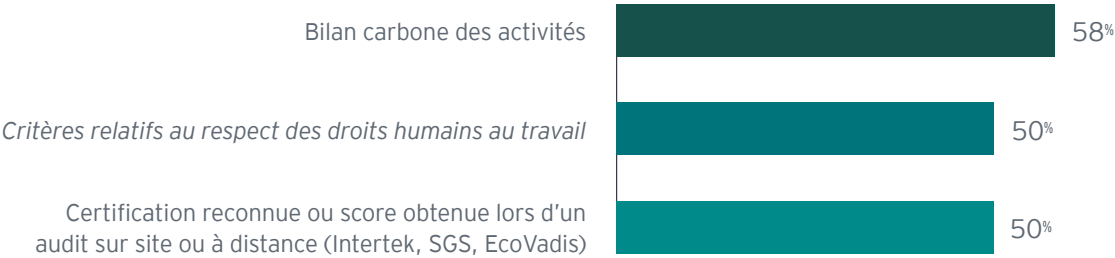 Bilan carbone des activités
58%
Critères relatifs au respect des droits humains au travail
50%
Certification reconnue ou score obtenue lors d'un
audit sur site ou à distance (Intertek, SGS, EcoVadis)
50%